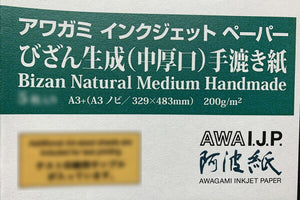 アワガミ インクジェット ペーパー
びざん生成(中厚口)手漉き紙
Bizan Natural Medium Handmade
A3+(A3 ノビ／329×483mm) 200g/m²
AWA I.J.P.
阿波紙
AWAGAMI INKJET PAPER